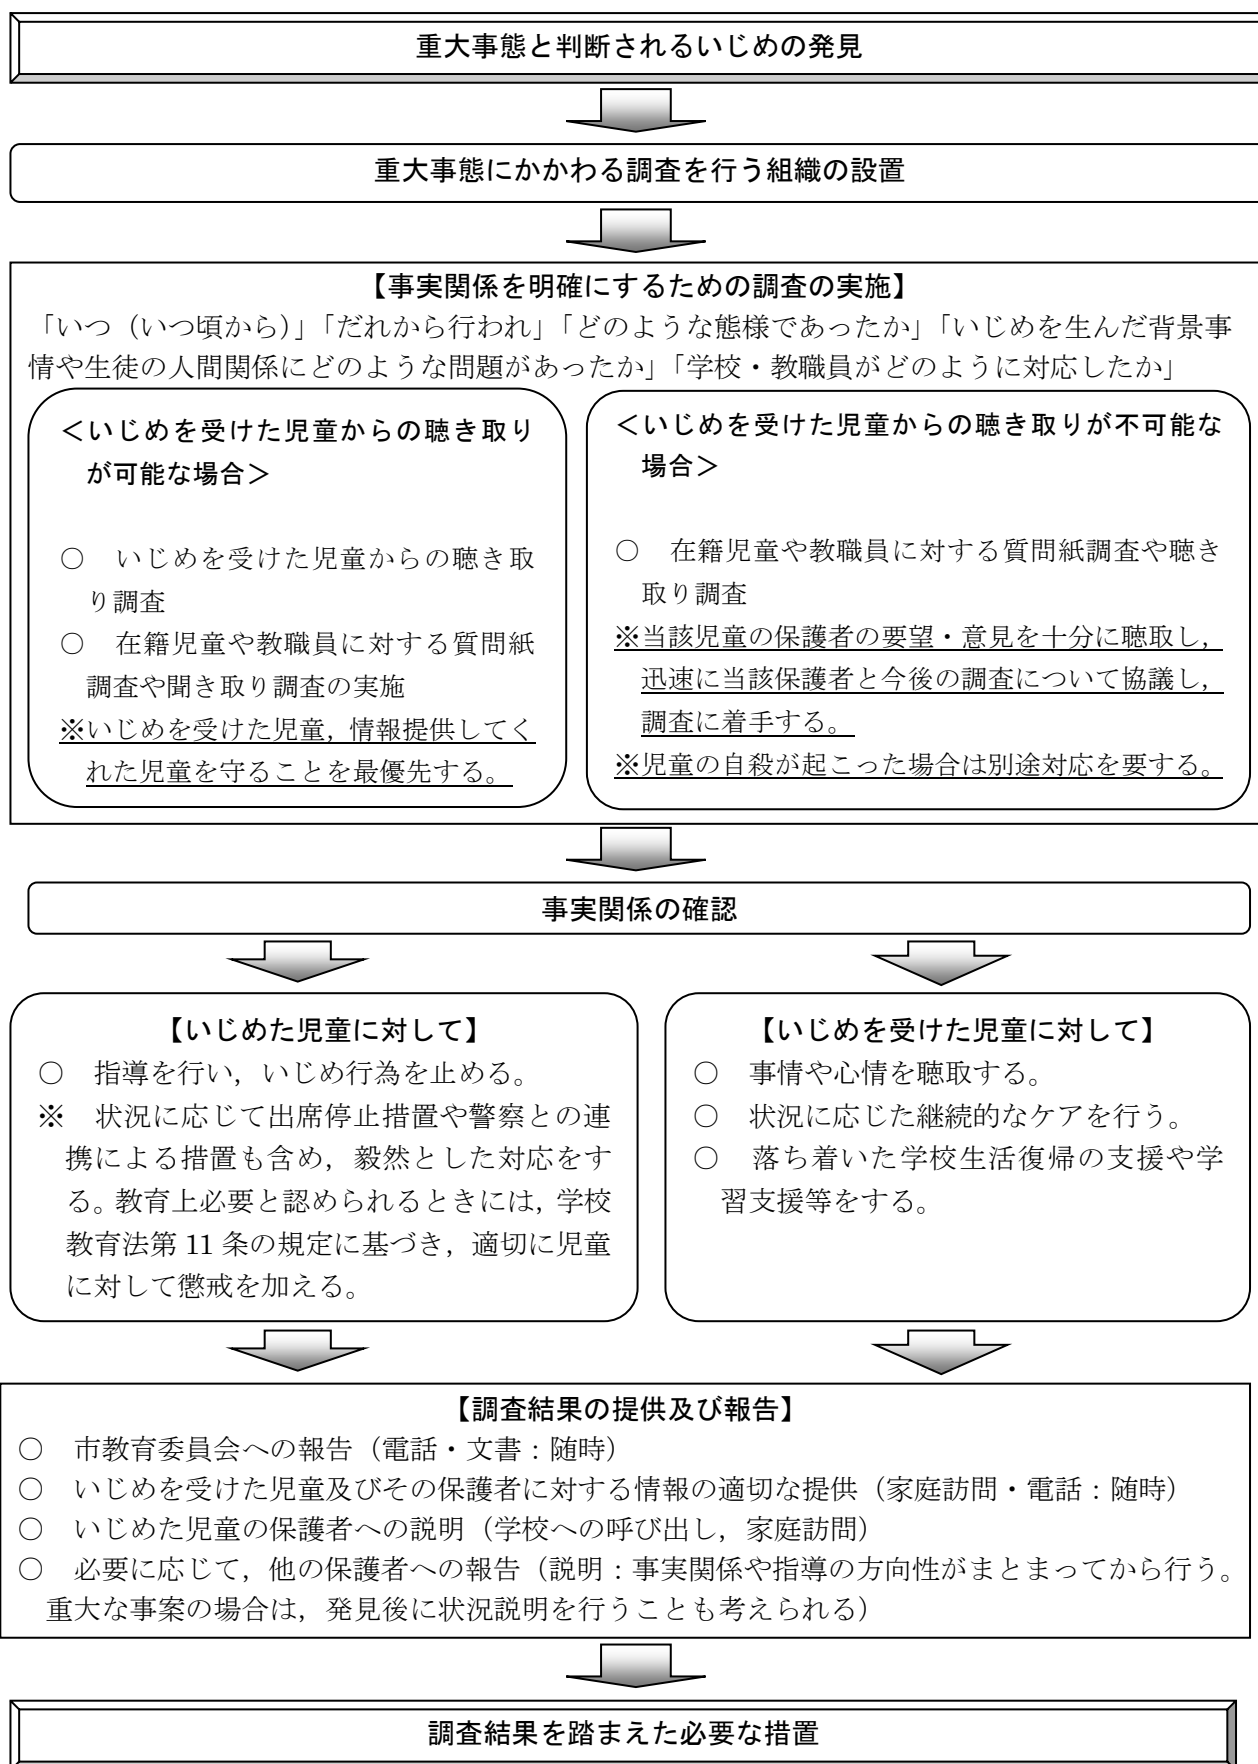 重大事態と判断されるいじめの発見
重大事態にかかわる調査を行う組織の設置
【事実関係を明確にするための調査の実施】
「いつ（いつ頃から）」「だれから行われ」「どのような態様であったか」「いじめを生んだ背景事
情や生徒の人間関係にどのような問題があったか」「学校・教職員がどのように対応したか」
＜いじめを受けた児童からの聴き取り
が可能な場合＞
○　いじめを受けた児童からの聴き取
り調査
○　在籍児童や教職員に対する質問紙
調査や聞き取り調査の実施
※いじめを受けた児童，情報提供してく
れた児童を守ることを最優先する。
＜いじめを受けた児童からの聴き取りが不可能な
場合＞
○　在籍児童や教職員に対する質問紙調査や聴き
取り調査
※当該児童の保護者の要望・意見を十分に聴取し，
迅速に当該保護者と今後の調査について協議し，
調査に着手する。
※児童の自殺が起こった場合は別途対応を要する。
事実関係の確認
【いじめた児童に対して】
○　指導を行い，いじめ行為を止める。
※　状況に応じて出席停止措置や警察との連
携による措置も含め，毅然とした対応をす
る。教育上必要と認められるときには，学校
教育法第 11 条の規定に基づき，適切に児童
に対して懲戒を加える。
【いじめを受けた児童に対して】
○　事情や心情を聴取する。
○　状況に応じた継続的なケアを行う。
○　落ち着いた学校生活復帰の支援や学
習支援等をする。
【調査結果の提供及び報告】
○　市教育委員会への報告（電話・文書：随時）
○　いじめを受けた児童及びその保護者に対する情報の適切な提供（家庭訪問・電話：随時）
○　いじめた児童の保護者への説明（学校への呼び出し，家庭訪問）
○　必要に応じて，他の保護者への報告（説明：事実関係や指導の方向性がまとまってから行う。
重大な事案の場合は，発見後に状況説明を行うことも考えられる）
調査結果を踏まえた必要な措置